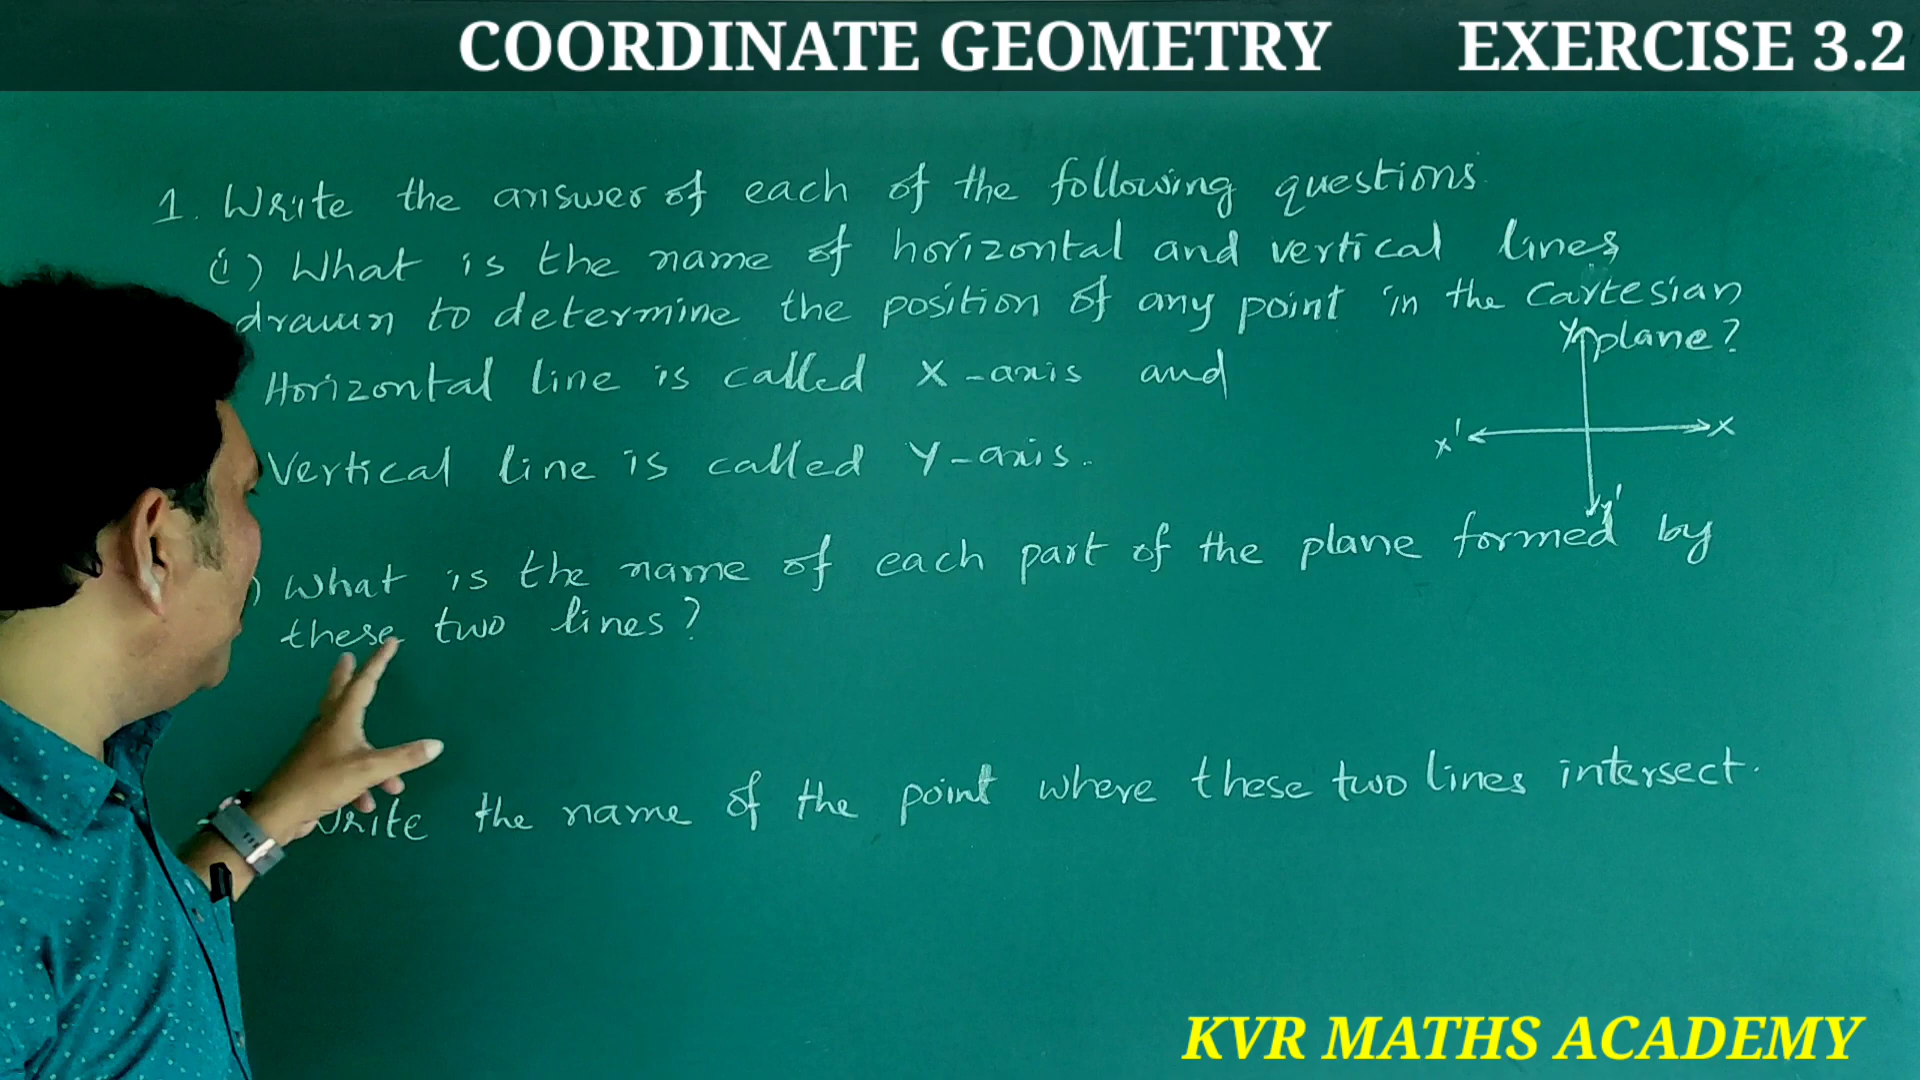 COORDINATE GEOMETRY EXERCISE 3.2
1. Write the answer of each of the following questions.
(i) What is the name of horizontal and vertical lines
drawn to determine the position of any point in the Cartesian
plane?
Horizontal line is called X-axis and
Vertical line is called Y-axis.
Y
X' X
Y'
) What is the name of each part of the plane formed by
these two lines?
Write the name of the point where these two lines intersect.
KVR MATHS ACADEMY